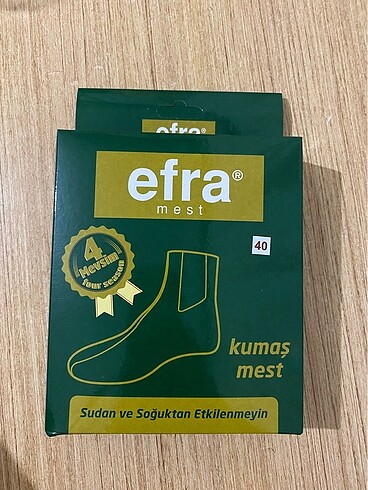 efra®
efra®
mest
40
4
Mevsim
four season
kumaş
mest
Sudan ve Soğuktan Etkilenmeyin